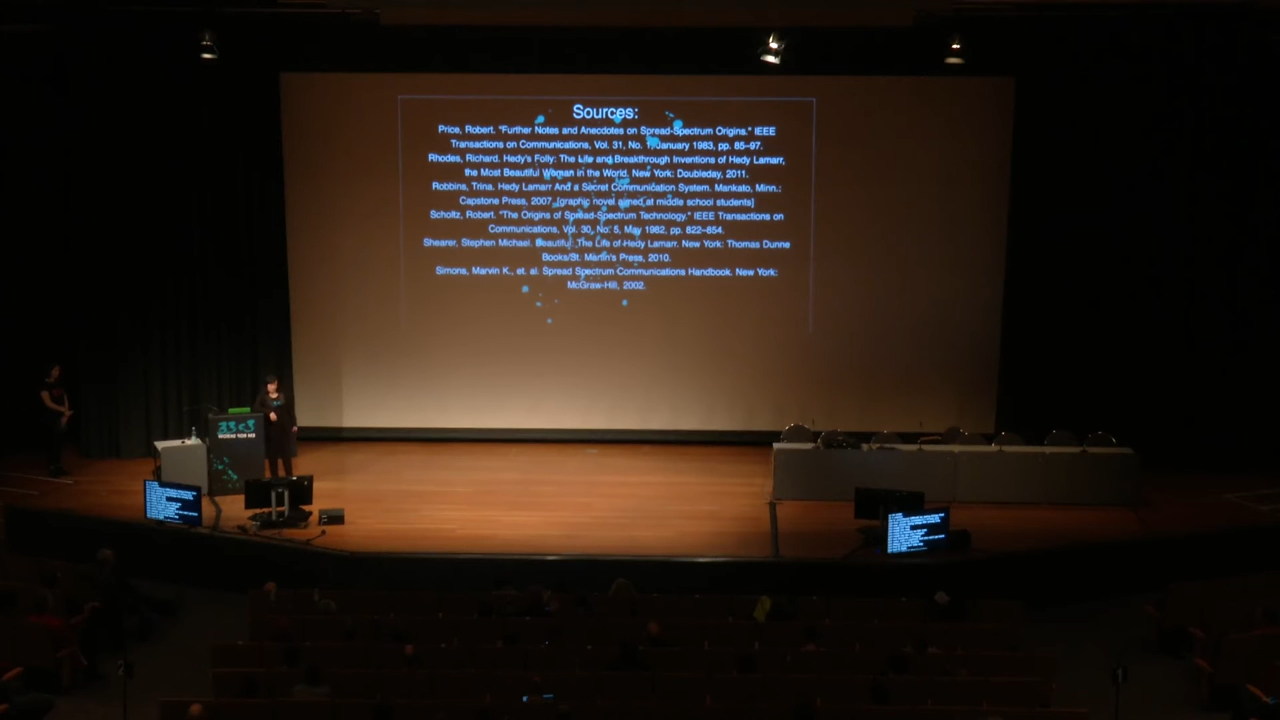 Sources:
Price, Robert. "Further Notes and Anecdotes on Spread-Spectrum Origins." IEEE
Transactions on Communications, Vol. 31, No. 1, January 1983, pp. 85–97.
Rhodes, Richard. Hedy's Folly: The Life and Breakthrough Inventions of Hedy Lamarr,
the Most Beautiful Woman in the World. New York: Doubleday, 2011.
Robbins, Trina. Hedy Lamarr And a Secret Communication System. Mankato, Minn.:
Capstone Press, 2007. [graphic novel aimed at middle school students]
Scholtz, Robert. "The Origins of Spread-Spectrum Technology." IEEE Transactions on
Communications, Vol. 30, No. 5, May 1982, pp. 822–854.
Shearer, Stephen Michael. Beautiful: The Life of Hedy Lamarr. New York: Thomas Dunne
Books/St. Martin's Press, 2010.
Simons, Marvin K., et. al. Spread Spectrum Communications Handbook. New York:
McGraw-Hill, 2002.
33c3
WORKS FOR ME